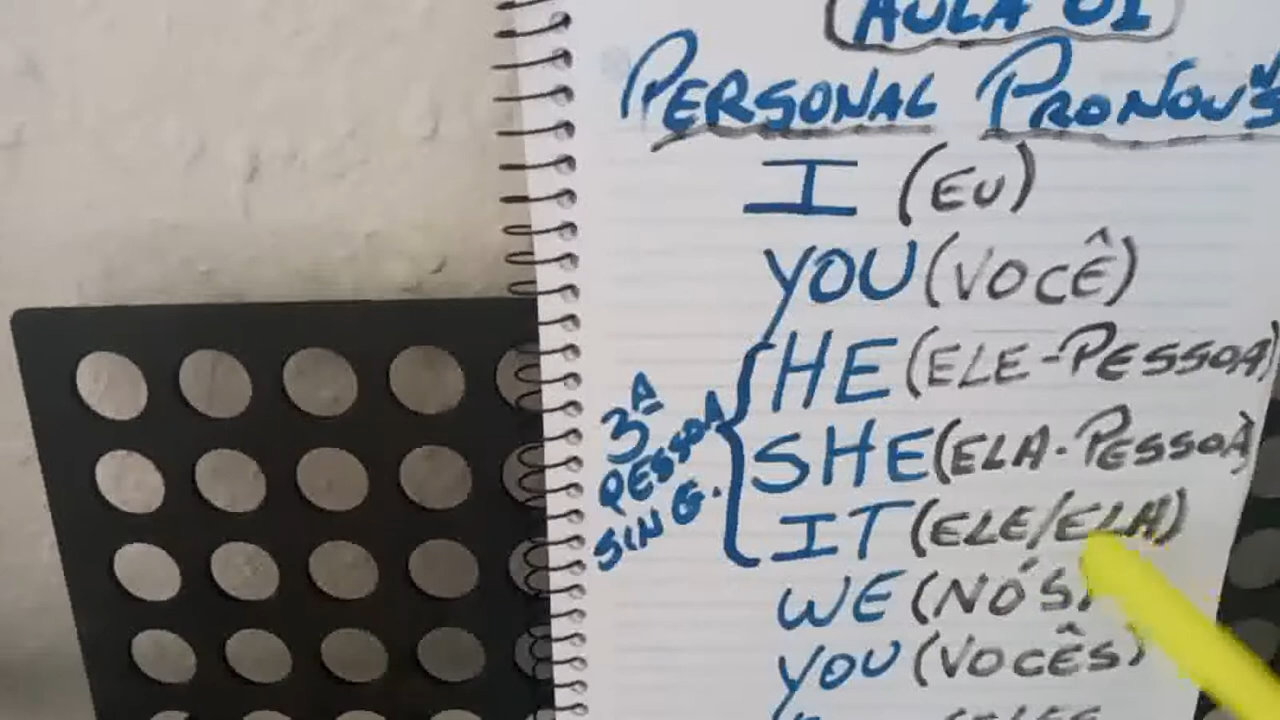 AULA 01
PERSONAL PRONOUNS
I (EU)
YOU (VOCÊ)
HE (ELE-PESSOA)
SHE (ELA-PESSOA)
IT (ELE/ELA)
3ª PESSOA SING.
WE (NÓS)
YOU (VOCÊS)